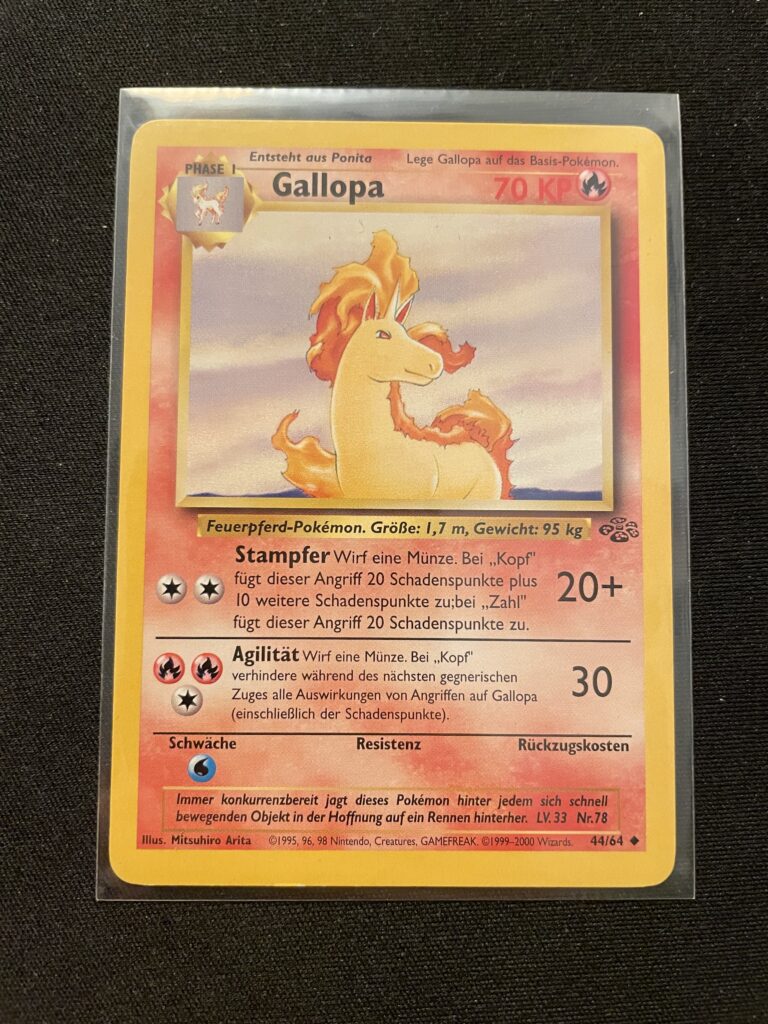 Entsteht aus Ponita
Lege Gallopa auf das Basis-Pokémon.
PHASE 1
Gallopa
70 KP
Feuerpferd-Pokémon. Größe: 1,7 m, Gewicht: 95 kg
Stampfer Wirf eine Münze. Bei „Kopf"
fügt dieser Angriff 20 Schadenspunkte plus
10 weitere Schadenspunkte zu;bei „Zahl"
fügt dieser Angriff 20 Schadenspunkte zu.
20+
Agilität Wirf eine Münze. Bei „Kopf"
verhindere während des nächsten gegnerischen
Zuges alle Auswirkungen von Angriffen auf Gallopa
(einschließlich der Schadenspunkte).
30
Schwäche
Resistenz
Rückzugskosten
Immer konkurrenzbereit jagt dieses Pokémon hinter jedem sich schnell
bewegenden Objekt in der Hoffnung auf ein Rennen hinterher. LV. 33 Nr.78
Illus. Mitsuhiro Arita ©1995, 96, 98 Nintendo, Creatures, GAMEFREAK. ©1999-2000 Wizards. 44/64